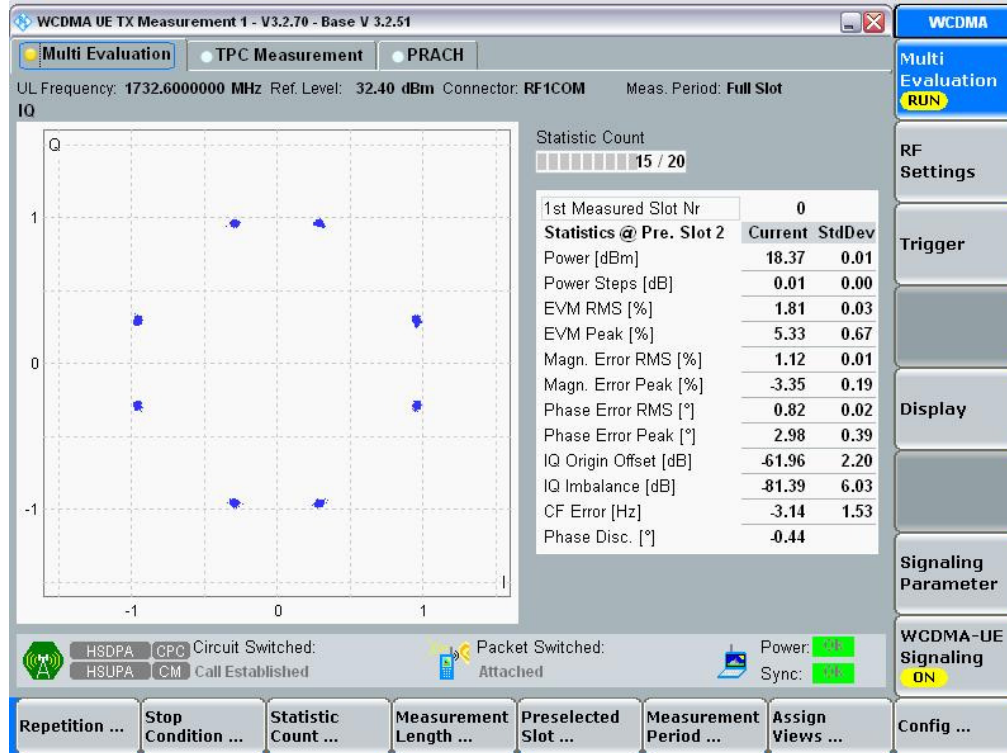 WCDMA UE TX Measurement 1 - V3.2.70 - Base V 3.2.51
WCDMA
Multi Evaluation
TPC Measurement
PRACH
UL Frequency: 1732.6000000 MHz Ref. Level: 32.40 dBm Connector: RF1COM Meas. Period: Full Slot
IQ
Q
1
0
-1
I
-1 0 1
Statistic Count
15 / 20
1st Measured Slot Nr 0
Statistics @ Pre. Slot 2 Current StdDev
Power [dBm] 18.37 0.01
Power Steps [dB] 0.01 0.00
EVM RMS [%] 1.81 0.03
EVM Peak [%] 5.33 0.67
Magn. Error RMS [%] 1.12 0.01
Magn. Error Peak [%] -3.35 0.19
Phase Error RMS [°] 0.82 0.02
Phase Error Peak [°] 2.98 0.39
IQ Origin Offset [dB] -61.96 2.20
IQ Imbalance [dB] -81.39 6.03
CF Error [Hz] -3.14 1.53
Phase Disc. [°] -0.44
HSDPA CPC
HSUPA CM
Circuit Switched:
Call Established
Packet Switched:
Attached
Power: Ok
Sync: Ok
Multi
Evaluation
RUN
RF
Settings
Trigger
Display
Signaling
Parameter
WCDMA-UE
Signaling
ON
Repetition ...
Stop
Condition ...
Statistic
Count ...
Measurement
Length ...
Preselected
Slot ...
Measurement
Period ...
Assign
Views ...
Config ...